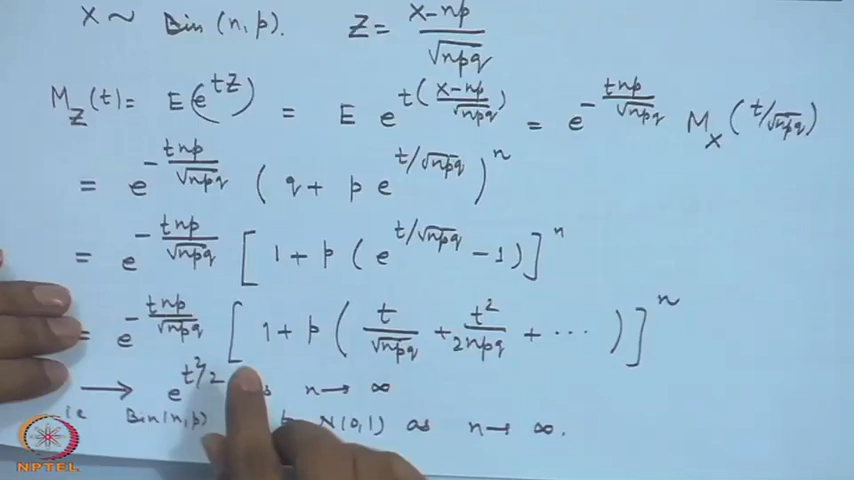 X ~ Bin (n, p). Z = (X-np)/√npq
M_Z(t) = E(e^{tZ}) = E e^{t((X-np)/√npq)} = e^{-tnp/√npq} M_X(t/√npq)
= e^{-tnp/√npq} (q + p e^{t/√npq})^n
= e^{-tnp/√npq} [1 + p (e^{t/√npq} - 1)]^n
= e^{-tnp/√npq} [1 + p (t/√npq + t²/2npq + ...)]^n
→ e^{t²/2} as n → ∞
ie Bin(n,p) N(0,1) as n → ∞.
NPTEL